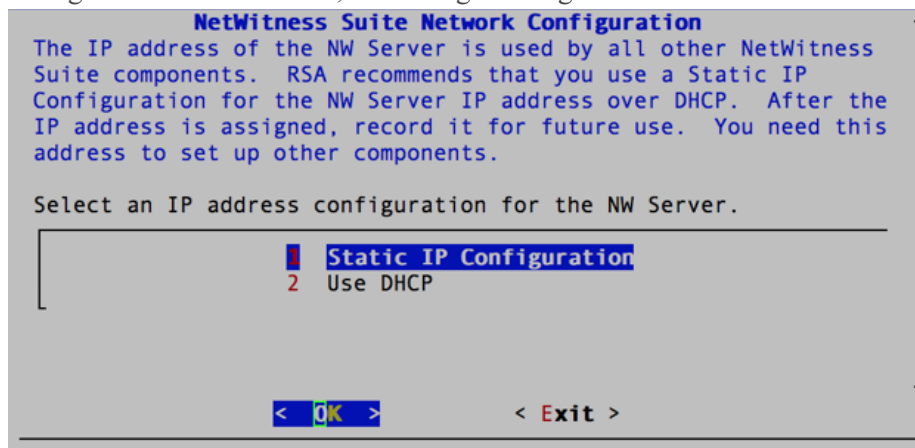 NetWitness Suite Network Configuration
The IP address of the NW Server is used by all other NetWitness
Suite components.  RSA recommends that you use a Static IP
Configuration for the NW Server IP address over DHCP.  After the
IP address is assigned, record it for future use.  You need this
address to set up other components.
Select an IP address configuration for the NW Server.
1 Static IP Configuration
2 Use DHCP
< OK > < Exit >